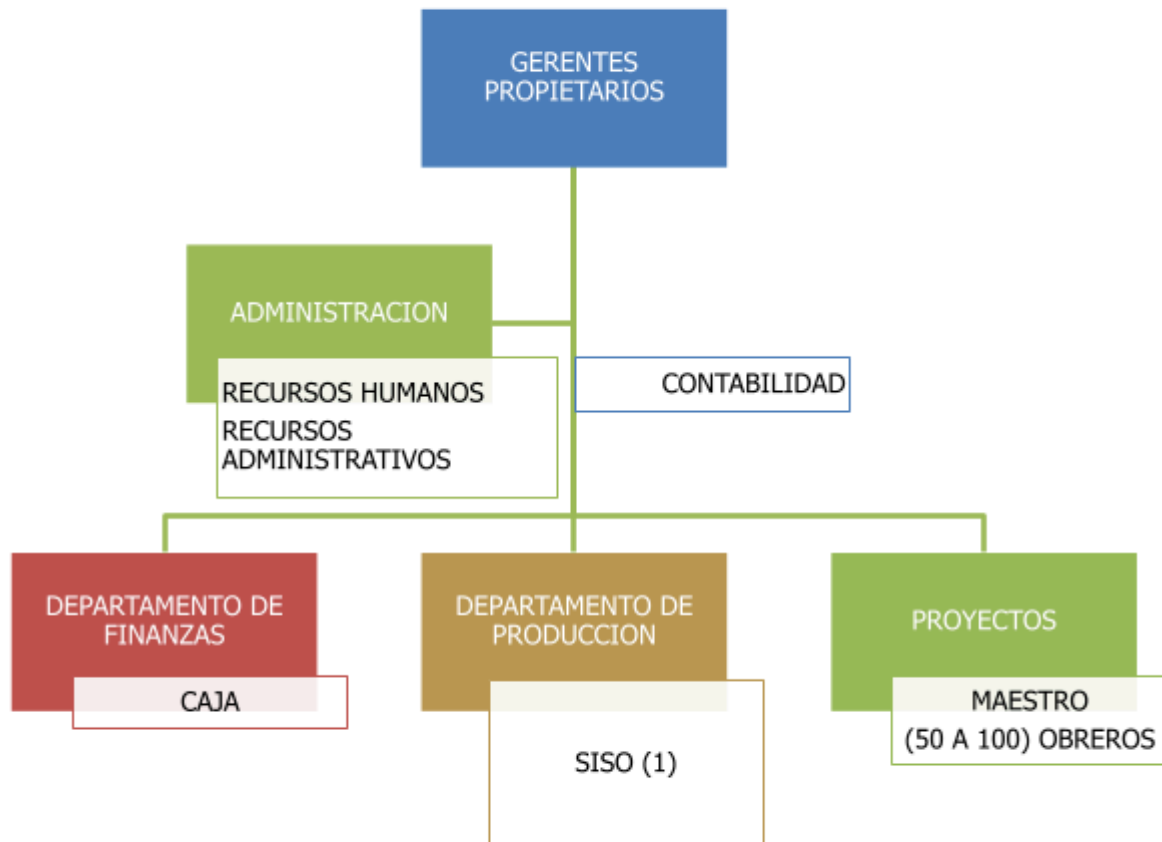 GERENTES
PROPIETARIOS
ADMINISTRACION
RECURSOS HUMANOS
RECURSOS
ADMINISTRATIVOS
CONTABILIDAD
DEPARTAMENTO DE
FINANZAS
CAJA
DEPARTAMENTO DE
PRODUCCION
SISO (1)
PROYECTOS
MAESTRO
(50 A 100) OBREROS